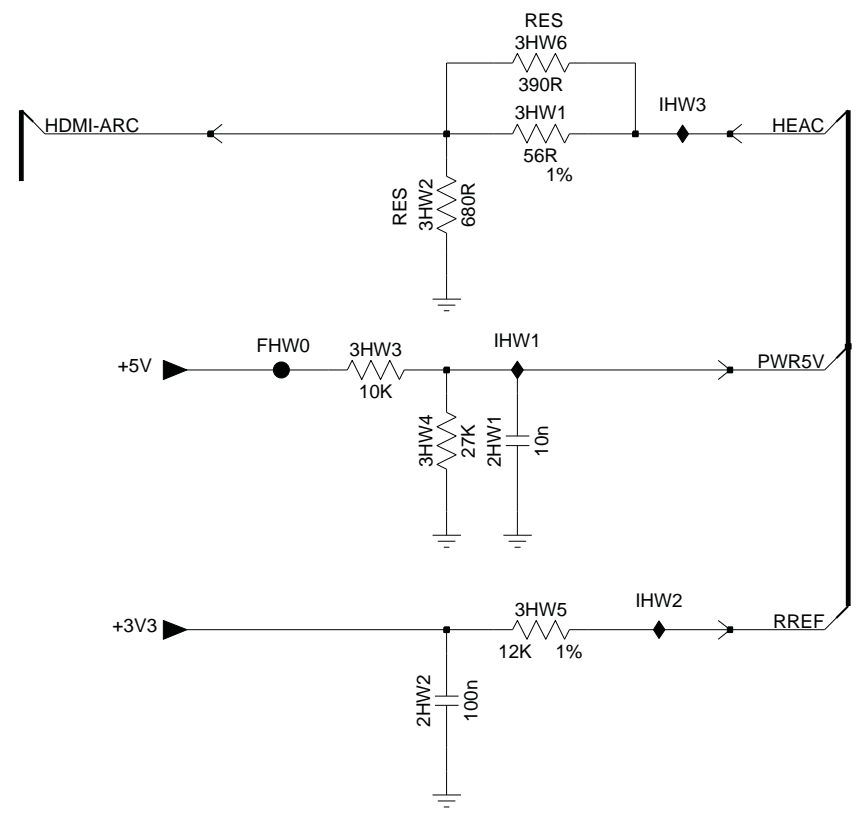 RES
3HW6
390R
IHW3
HDMI-ARC
3HW1
HEAC
56R
1%
RES
3HW2
680R
FHW0
3HW3
IHW1
+5V
PWR5V
10K
3HW4
27K
2HW1
10n
3HW5
IHW2
+3V3
RREF
12K 1%
2HW2
100n